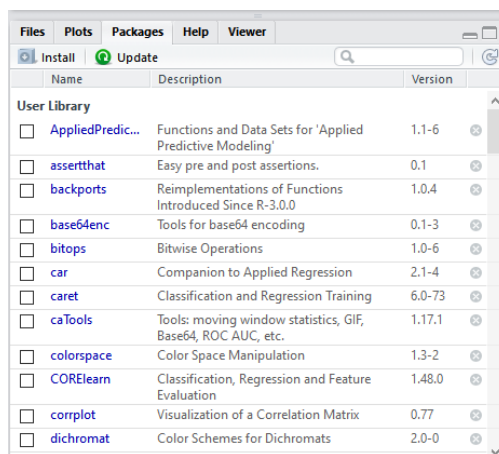 Files Plots Packages Help Viewer
Install Update
Name Description Version
User Library
AppliedPredic... Functions and Data Sets for 'Applied 1.1-6
Predictive Modeling'
assertthat Easy pre and post assertions. 0.1
backports Reimplementations of Functions 1.0.4
Introduced Since R-3.0.0
base64enc Tools for base64 encoding 0.1-3
bitops Bitwise Operations 1.0-6
car Companion to Applied Regression 2.1-4
caret Classification and Regression Training 6.0-73
caTools Tools: moving window statistics, GIF, 1.17.1
Base64, ROC AUC, etc.
colorspace Color Space Manipulation 1.3-2
CORElearn Classification, Regression and Feature 1.48.0
Evaluation
corrplot Visualization of a Correlation Matrix 0.77
dichromat Color Schemes for Dichromats 2.0-0